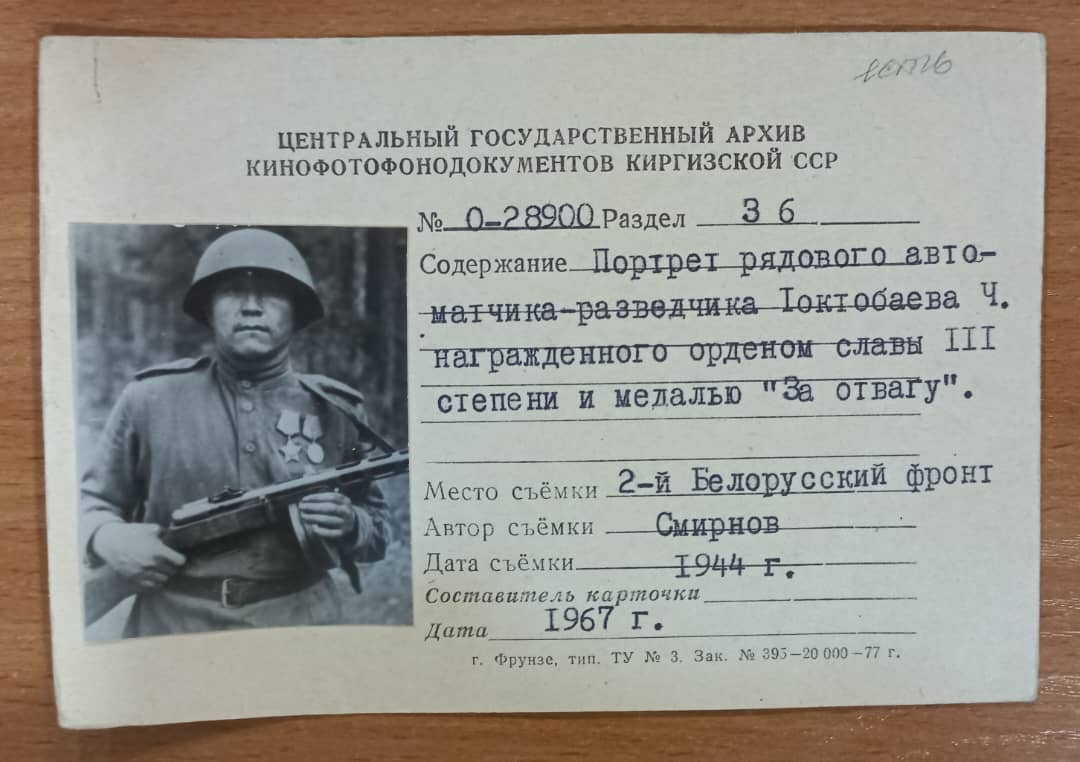 есть
ЦЕНТРАЛЬНЫЙ ГОСУДАРСТВЕННЫЙ АРХИВ
КИНОФОТОФОНОДОКУМЕНТОВ КИРГИЗСКОЙ ССР
№ 0-28900 Раздел 3 6
Содержание Портрет рядового авто-
матчика-разведчика Токтобаева Ч.
награжденного орденом славы III
степени и медалью "За отвагу".
Место съёмки 2-й Белорусский фронт
Автор съёмки Смирнов
Дата съёмки 1944 г.
Составитель карточки
Дата 1967 г.
г. Фрунзе, тип. ТУ № 3. Зак. № 395—20 000—77 г.